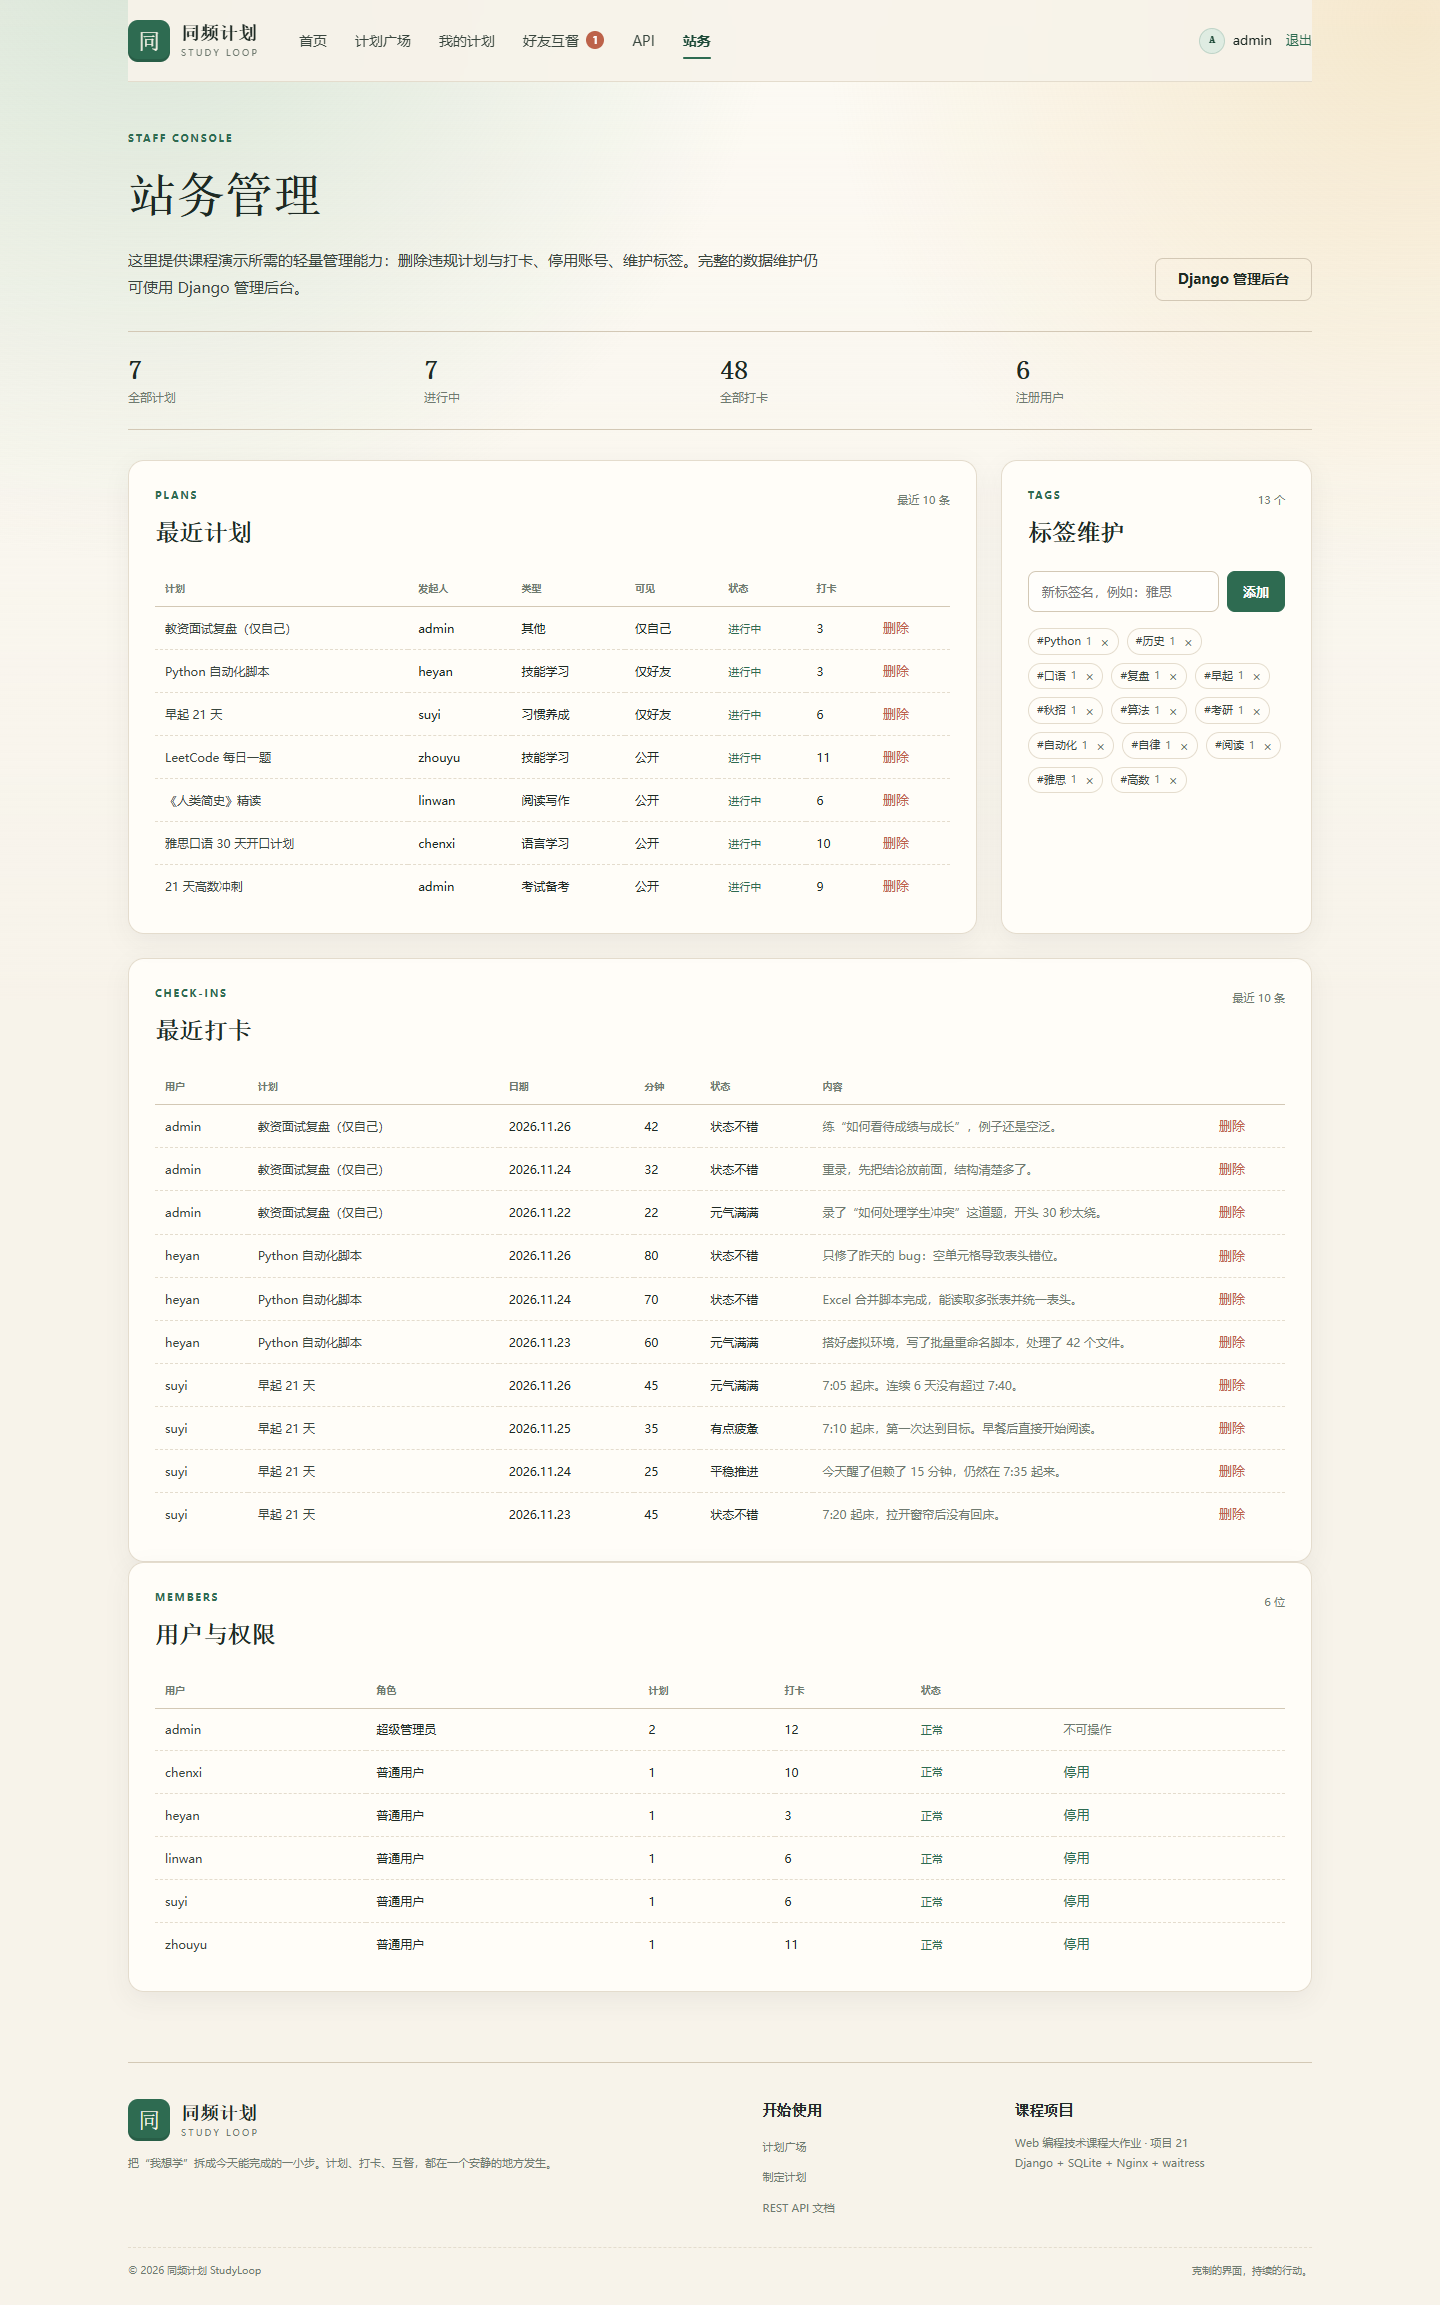 同 同频计划 首页 计划广场 我的计划 好友互督 1 API 站务 A admin 退出
STUDY LOOP
STAFF CONSOLE
站务管理
这里提供课程演示所需的轻量管理能力：删除违规计划与打卡、停用账号、维护标签。完整的数据维护仍
可使用 Django 管理后台。
Django 管理后台
7 7 48 6
全部计划 进行中 全部打卡 注册用户
PLANS 最近 10 条
最近计划
计划 发起人 类型 可见 状态 打卡
教资面试复盘（仅自己） admin 其他 仅自己 进行中 3 删除
Python 自动化脚本 heyan 技能学习 仅好友 进行中 3 删除
早起 21 天 suyi 习惯养成 仅好友 进行中 6 删除
LeetCode 每日一题 zhouyu 技能学习 公开 进行中 11 删除
《人类简史》精读 linwan 阅读写作 公开 进行中 6 删除
雅思口语 30 天开口计划 chenxi 语言学习 公开 进行中 10 删除
21 天高数冲刺 admin 考试备考 公开 进行中 9 删除
TAGS 13 个
标签维护
新标签名，例如：雅思 添加
#Python 1 × #历史 1 ×
#口语 1 × #复盘 1 × #早起 1 ×
#秋招 1 × #算法 1 × #考研 1 ×
#自动化 1 × #自律 1 × #阅读 1 ×
#雅思 1 × #高数 1 ×
CHECK-INS 最近 10 条
最近打卡
用户 计划 日期 分钟 状态 内容
admin 教资面试复盘（仅自己） 2026.11.26 42 状态不错 练“如何看待成绩与成长”，例子还是空泛。 删除
admin 教资面试复盘（仅自己） 2026.11.24 32 状态不错 重录，先把结论放前面，结构清楚多了。 删除
admin 教资面试复盘（仅自己） 2026.11.22 22 元气满满 录了“如何处理学生冲突”这道题，开头 30 秒太绕。 删除
heyan Python 自动化脚本 2026.11.26 80 状态不错 只修了昨天的 bug：空单元格导致表头错位。 删除
heyan Python 自动化脚本 2026.11.24 70 状态不错 Excel 合并脚本完成，能读取多张表并统一表头。 删除
heyan Python 自动化脚本 2026.11.23 60 元气满满 搭好虚拟环境，写了批量重命名脚本，处理了 42 个文件。 删除
suyi 早起 21 天 2026.11.26 45 元气满满 7:05 起床。连续 6 天没有超过 7:40。 删除
suyi 早起 21 天 2026.11.25 35 有点疲惫 7:10 起床，第一次达到目标。早餐后直接开始阅读。 删除
suyi 早起 21 天 2026.11.24 25 平稳推进 今天醒了但赖了 15 分钟，仍然在 7:35 起来。 删除
suyi 早起 21 天 2026.11.23 45 状态不错 7:20 起床，拉开窗帘后没有回床。 删除
MEMBERS 6 位
用户与权限
用户 角色 计划 打卡 状态
admin 超级管理员 2 12 正常 不可操作
chenxi 普通用户 1 10 正常 停用
heyan 普通用户 1 3 正常 停用
linwan 普通用户 1 6 正常 停用
suyi 普通用户 1 6 正常 停用
zhouyu 普通用户 1 11 正常 停用
同 同频计划
STUDY LOOP
把“我想学”拆成今天能完成的一小步。计划、打卡、互督，都在一个安静的地方发生。
开始使用
计划广场
制定计划
REST API 文档
课程项目
Web 编程技术课程大作业 · 项目 21
Django + SQLite + Nginx + waitress
© 2026 同频计划 StudyLoop 克制的界面，持续的行动。